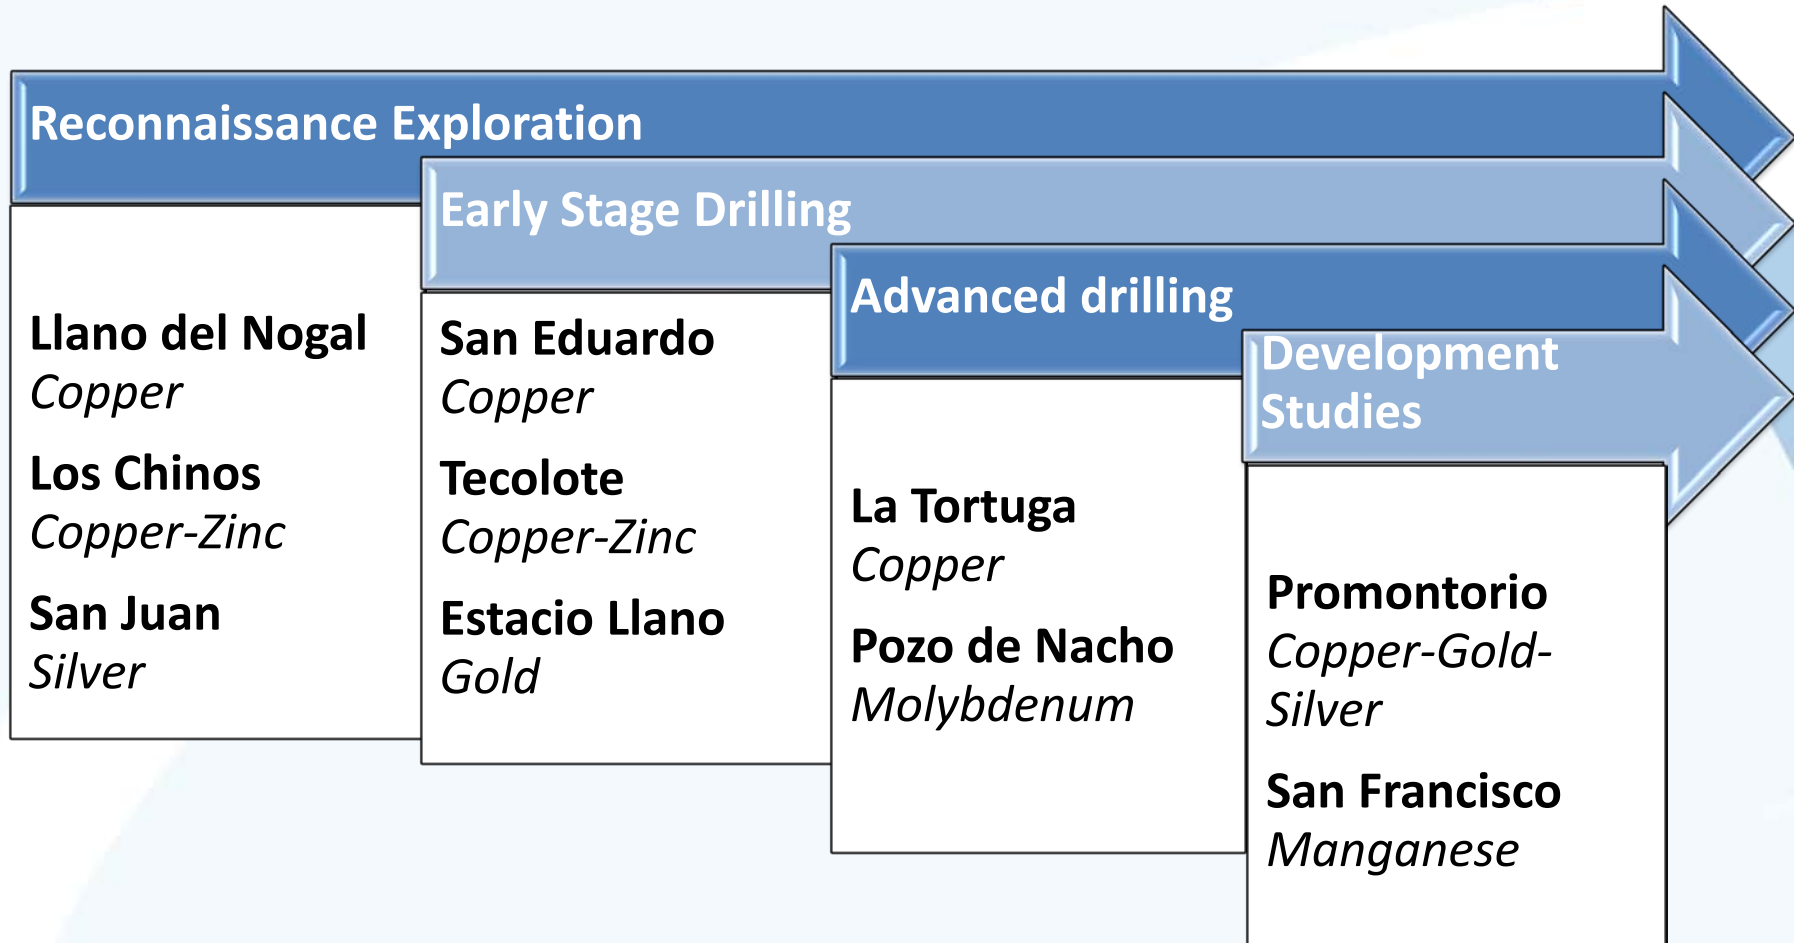 Reconnaissance Exploration
Llano del Nogal
Copper
Los Chinos
Copper-Zinc
San Juan
Silver
Early Stage Drilling
San Eduardo
Copper
Tecolote
Copper-Zinc
Estacio Llano
Gold
Advanced drilling
La Tortuga
Copper
Pozo de Nacho
Molybdenum
Development
Studies
Promontorio
Copper-Gold-
Silver
San Francisco
Manganese